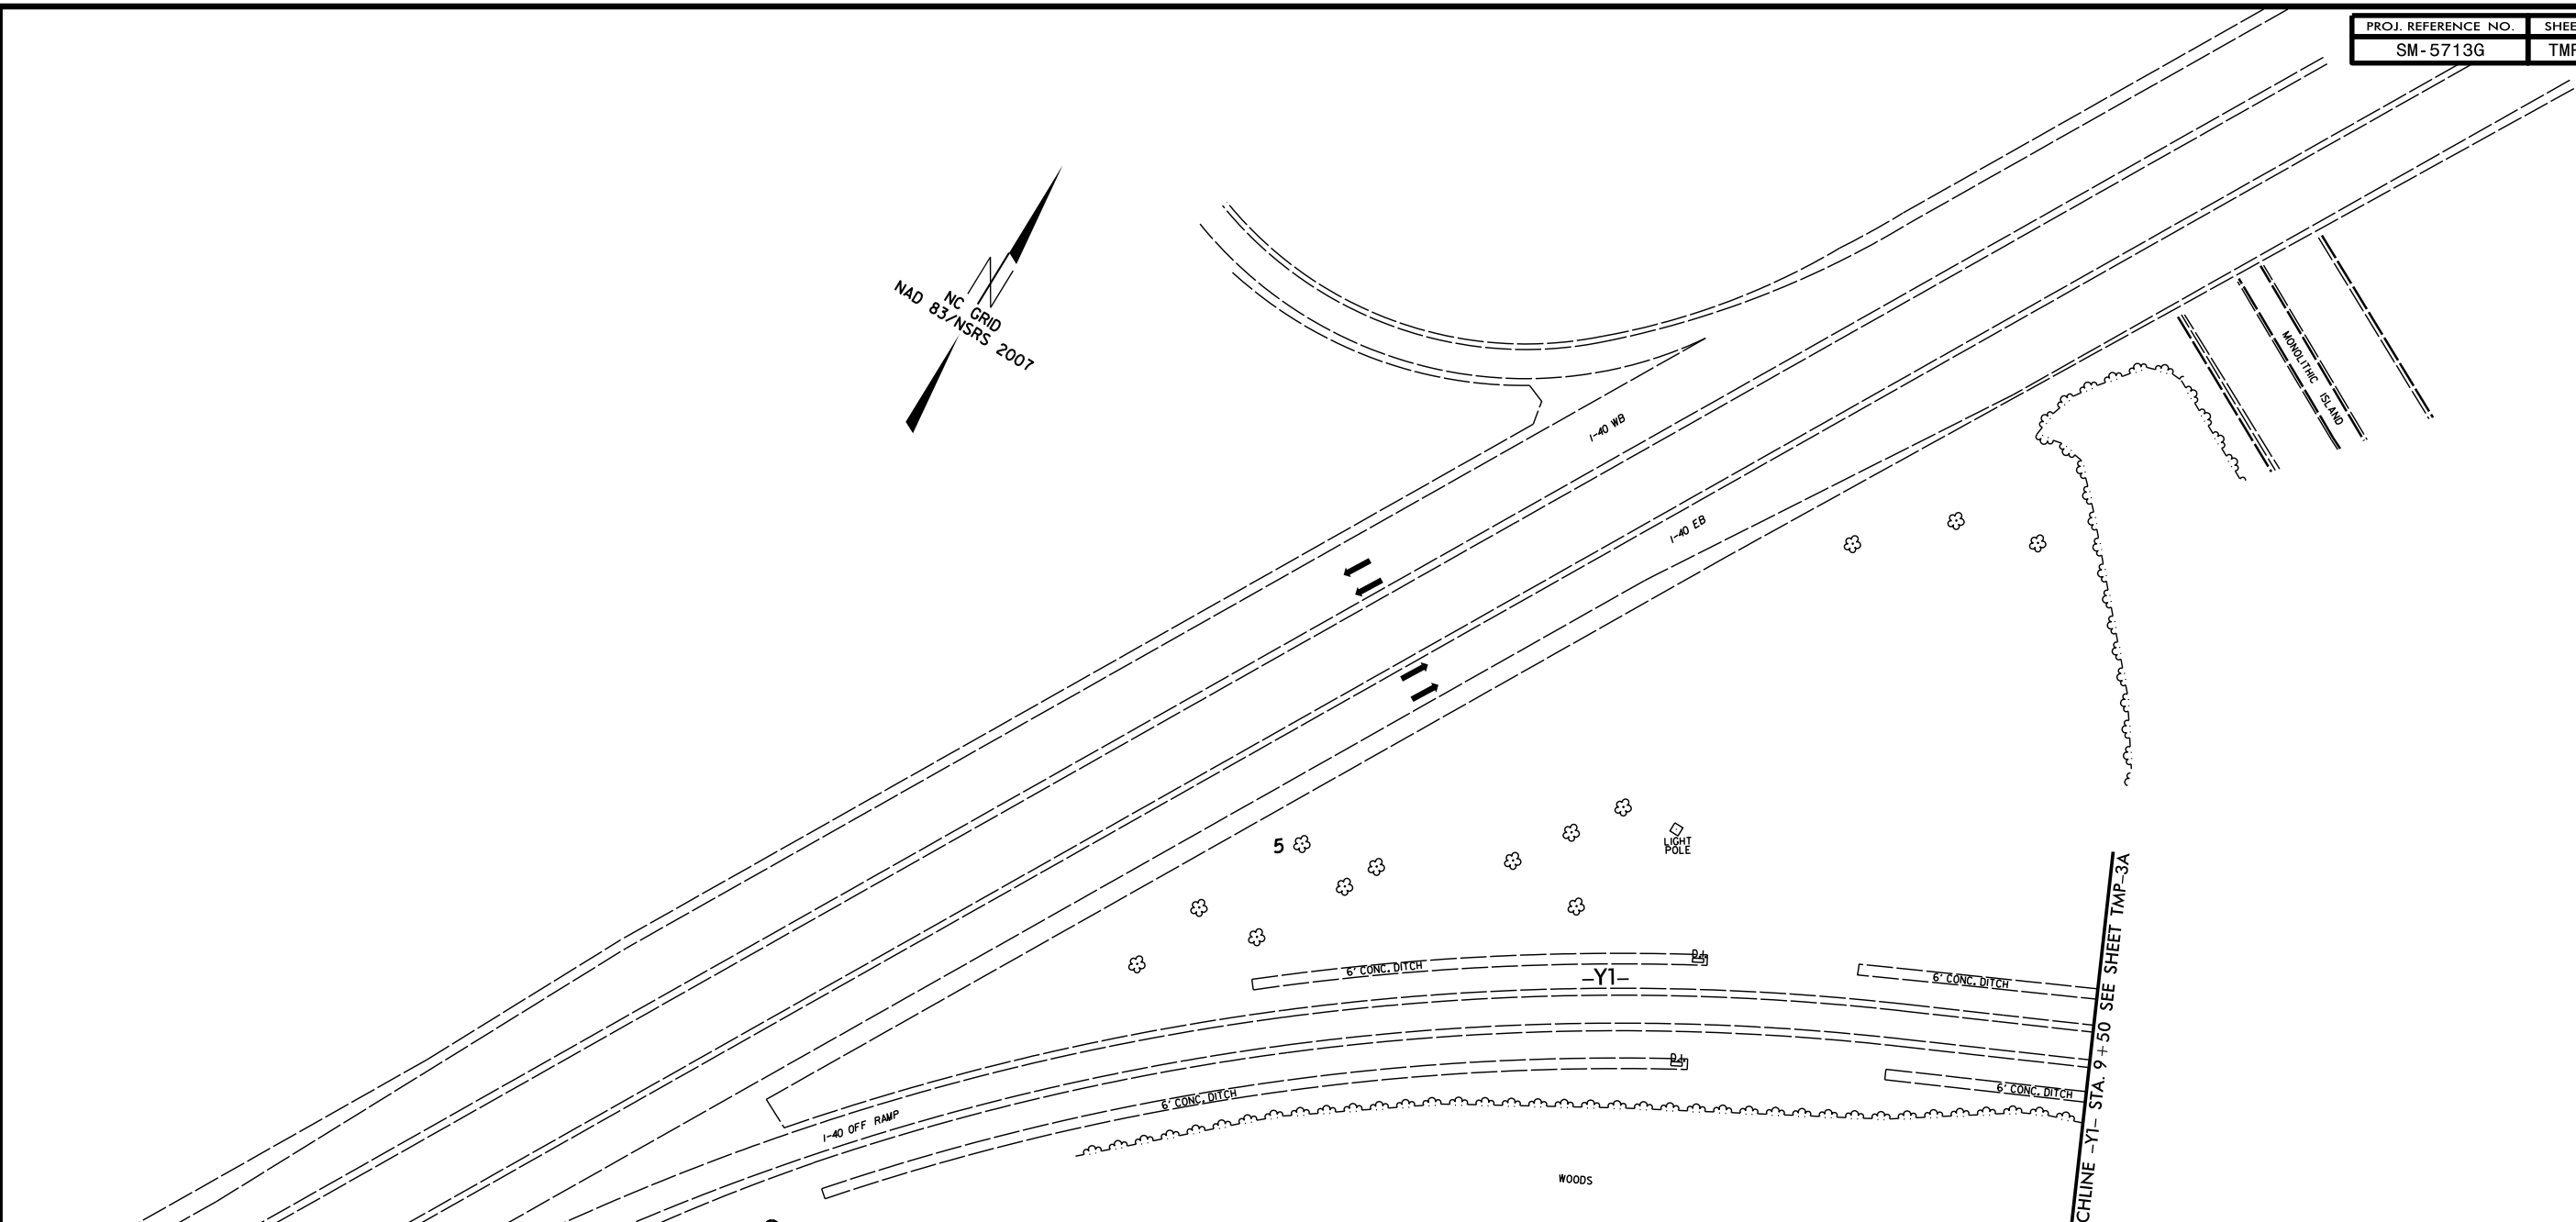 PROJ. REFERENCE NO.
SM-5713G
NC GRID
NAD 83/NSRS 2007
MONOLITHIC ISLAND
I-40 WB
I-40 EB
5
LIGHT
POLE
6' CONC. DITCH
-Y1-
6' CONC. DITCH
6' CONC. DITCH
6' CONC. DITCH
I-40 OFF RAMP
WOODS
-Y1- STA. 9+50 SEE SHEET TMP-3A